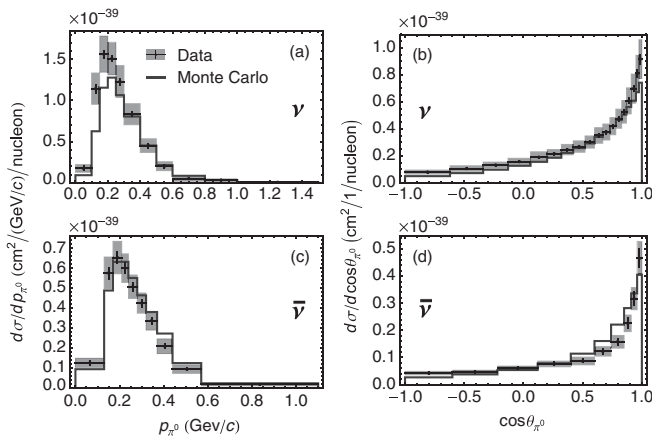 ×10⁻³⁹
1.5
1.0
0.5
0.0
Data
Monte Carlo
(a)
ν
0.0 0.2 0.4 0.6 0.8 1.0 1.2 1.4
dσ/dp_π⁰ (cm²/(GeV/c)/nucleon)
×10⁻³⁹
1.0
0.8
0.6
0.4
0.2
0.0
(b)
ν
−1.0 −0.5 0.0 0.5 1.0
dσ/dcosθ_π⁰ (cm²/1/nucleon)
×10⁻³⁹
0.7
0.6
0.5
0.4
0.3
0.2
0.1
0.0
(c)
ν̅
0.0 0.2 0.4 0.6 0.8 1.0
p_π⁰ (Gev/c)
×10⁻³⁹
0.5
0.4
0.3
0.2
0.1
0.0
(d)
ν̅
−1.0 −0.5 0.0 0.5 1.0
cosθ_π⁰